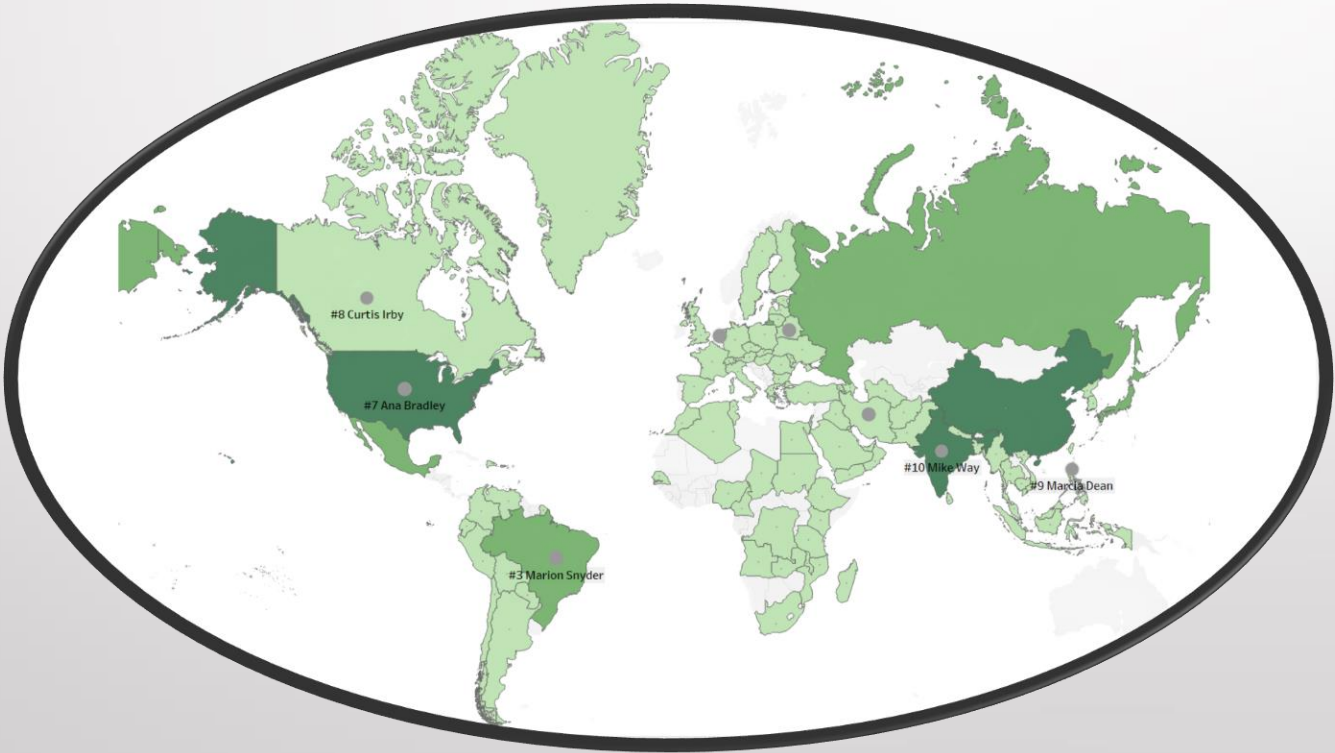 #8 Curtis Irby
#7 Ana Bradley
#10 Mike Way
#9 Marcia Dean
#3 Marion Snyder